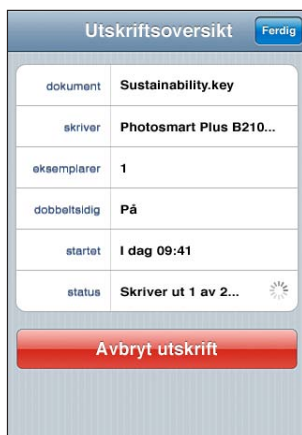 Utskriftsoversikt Ferdig
dokument Sustainability.key
skriver Photosmart Plus B210...
eksemplarer 1
dobbeltsidig På
startet I dag 09:41
status Skriver ut 1 av 2...
Avbryt utskrift